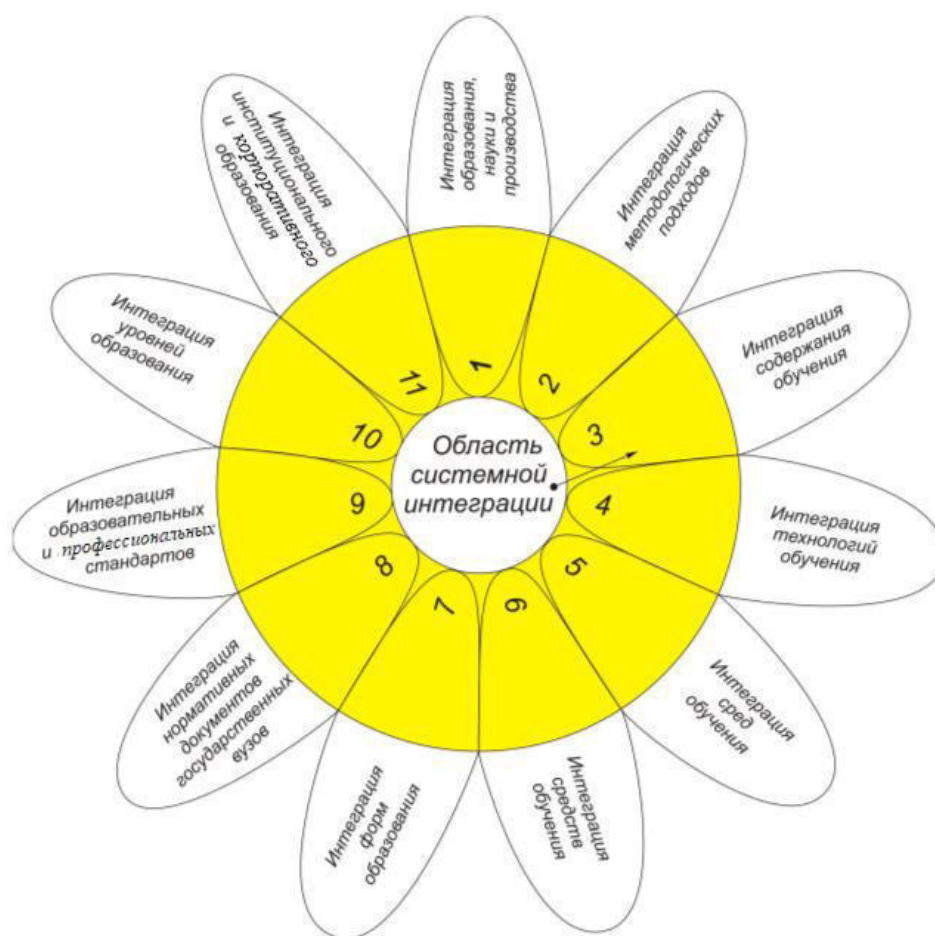 Интеграция
образования,
науки и
производства
Интеграция
методологических
подходов
Интеграция
содержания
обучения
Интеграция
технологий
обучения
Интеграция
сред
обучения
Интеграция
средств
обучения
Интеграция
форм
образования
Интеграция
нормативных
документов
государственных
вузов
Интеграция
образовательных
и профессиональных
стандартов
Интеграция
уровней
образования
Интеграция
институционального
и корпоративного
образования
1
2
3
4
5
6
7
8
9
10
11
Область
системной
интеграции